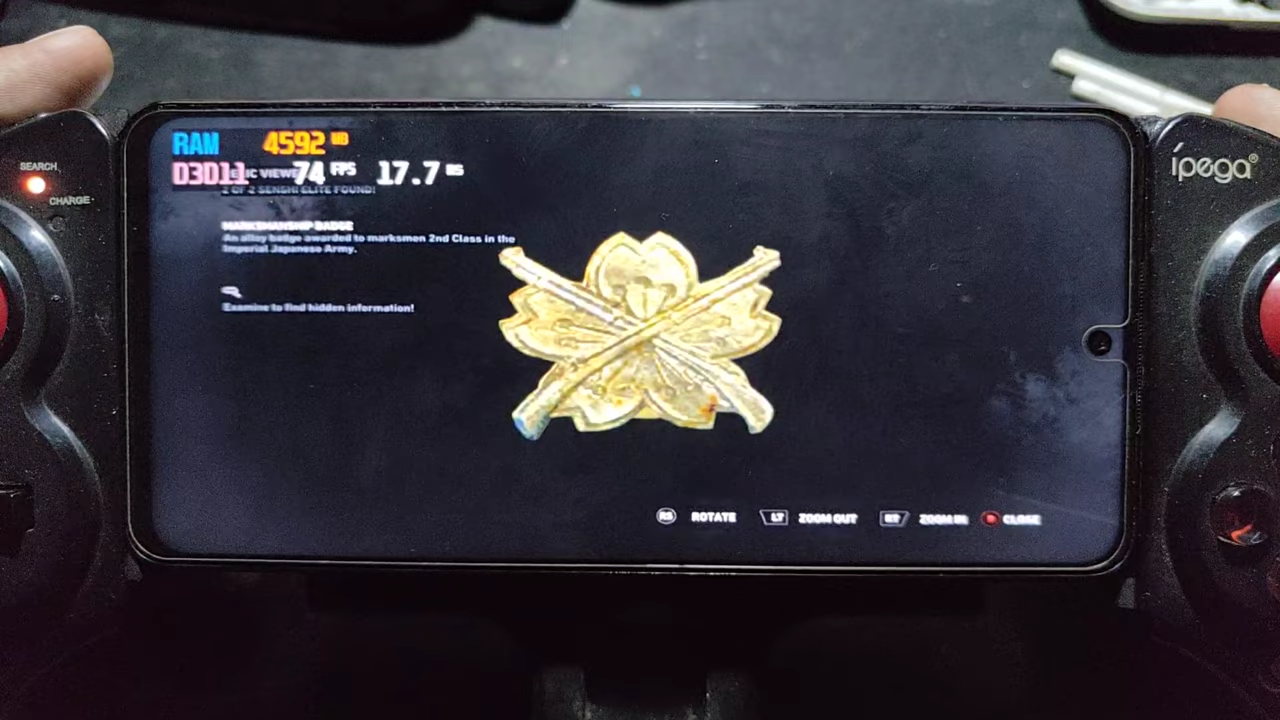 RAM 4592 MB
D3D11 74 FPS 17.7 MS
VIEWE
2 OF 2 SENSHI ELITE FOUND!
MARKSMANSHIP BADGE
An alloy badge awarded to marksmen 2nd Class in the
Imperial Japanese Army.
Examine to find hidden information!
RS ROTATE LT ZOOM OUT RT ZOOM IN CLOSE
SEARCH
CHARGE
ípega®